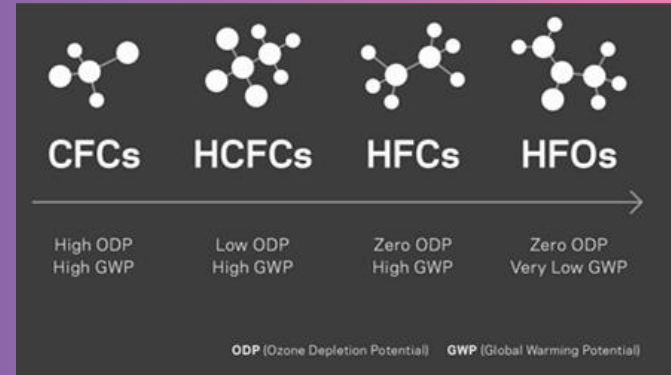 CFCs HCFCs HFCs HFOs
High ODP Low ODP Zero ODP Zero ODP
High GWP High GWP High GWP Very Low GWP
ODP (Ozone Depletion Potential) GWP (Global Warming Potential)